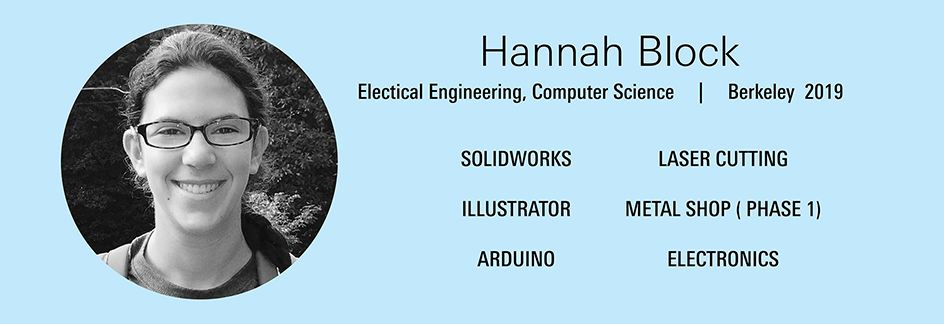 Hannah Block
Electical Engineering, Computer Science | Berkeley 2019
SOLIDWORKS LASER CUTTING
ILLUSTRATOR METAL SHOP ( PHASE 1)
ARDUINO ELECTRONICS